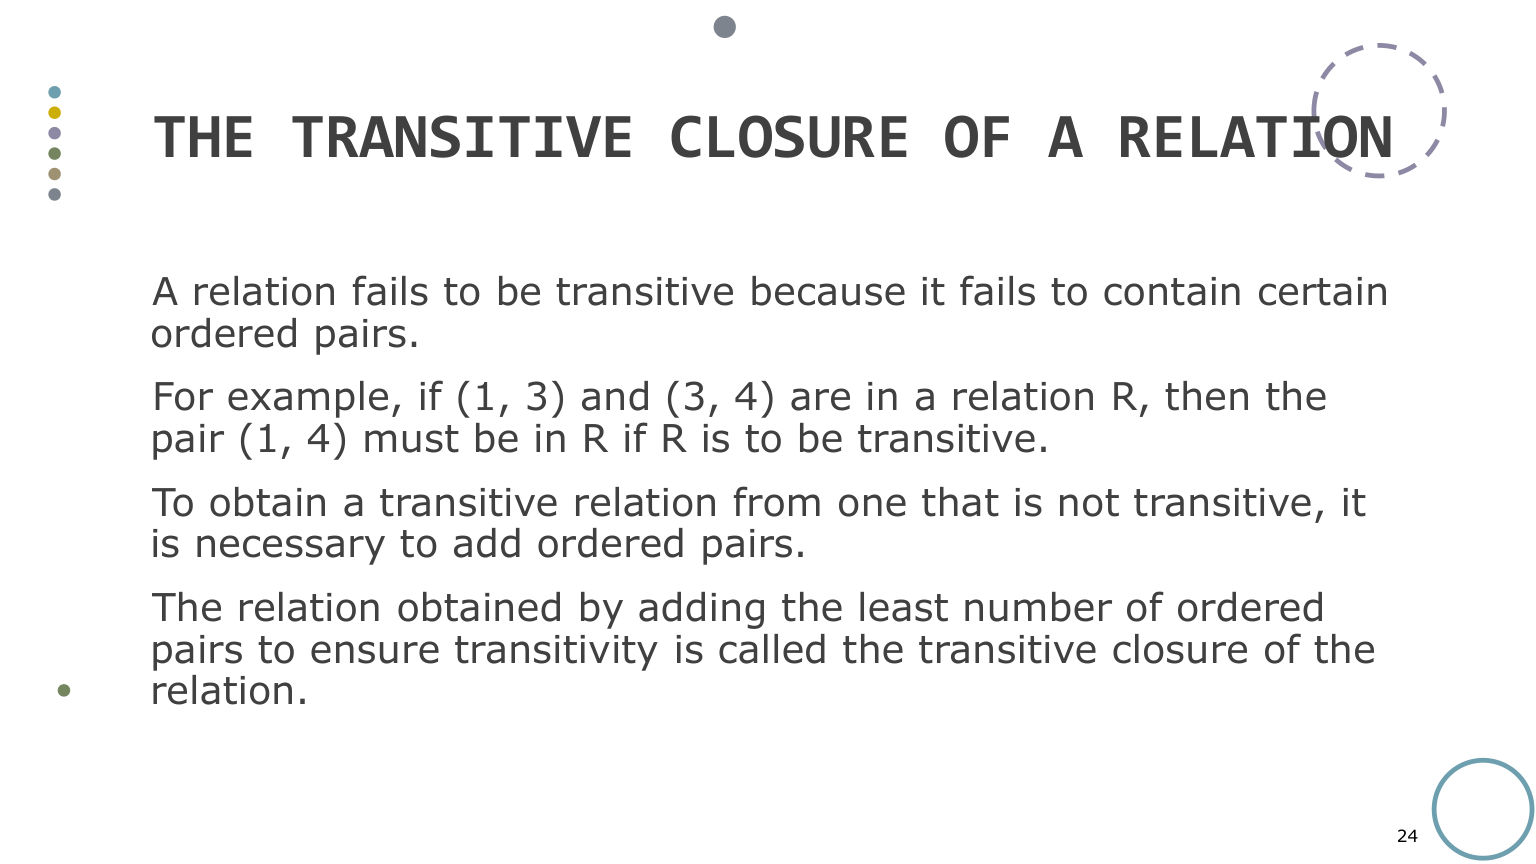 THE TRANSITIVE CLOSURE OF A RELATION
A relation fails to be transitive because it fails to contain certain
ordered pairs.
For example, if (1, 3) and (3, 4) are in a relation R, then the
pair (1, 4) must be in R if R is to be transitive.
To obtain a transitive relation from one that is not transitive, it
is necessary to add ordered pairs.
The relation obtained by adding the least number of ordered
pairs to ensure transitivity is called the transitive closure of the
relation.
24